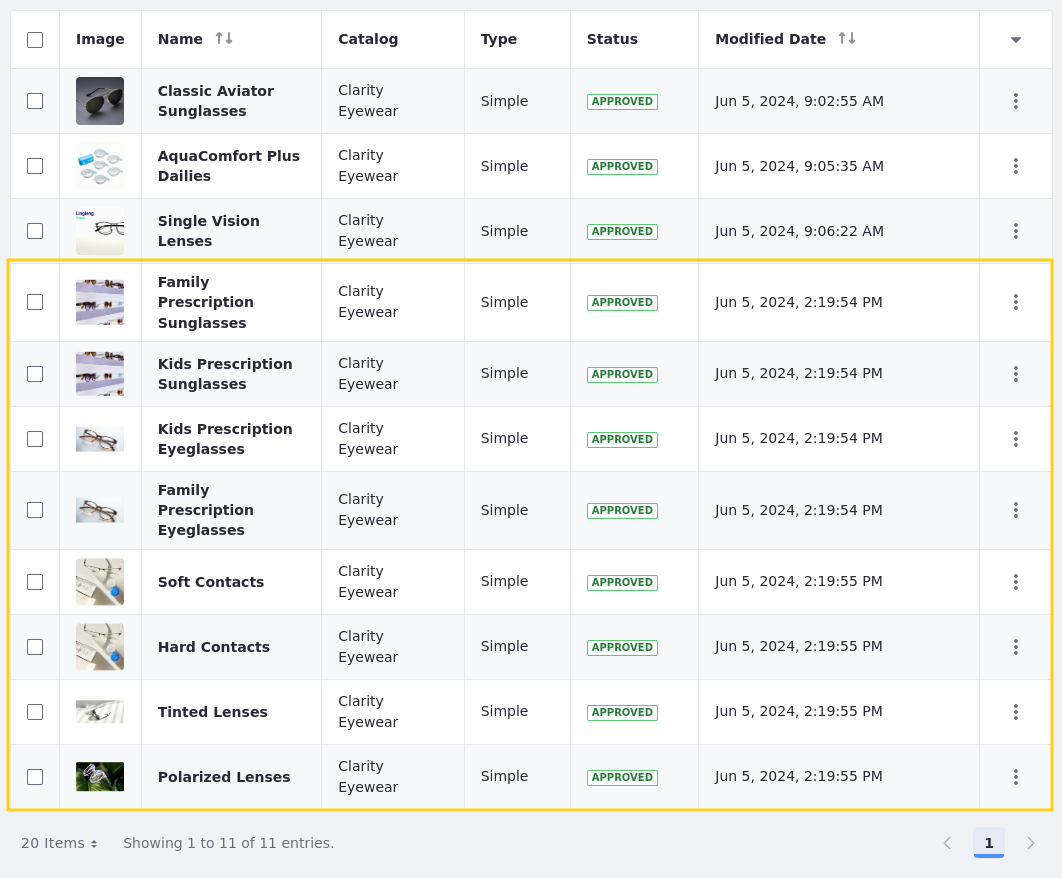 Image Name Catalog Type Status Modified Date
Classic Aviator
Sunglasses
Clarity
Eyewear
Simple
APPROVED
Jun 5, 2024, 9:02:55 AM
AquaComfort Plus
Dailies
Clarity
Eyewear
Simple
APPROVED
Jun 5, 2024, 9:05:35 AM
Single Vision
Lenses
Clarity
Eyewear
Simple
APPROVED
Jun 5, 2024, 9:06:22 AM
Family
Prescription
Sunglasses
Clarity
Eyewear
Simple
APPROVED
Jun 5, 2024, 2:19:54 PM
Kids Prescription
Sunglasses
Clarity
Eyewear
Simple
APPROVED
Jun 5, 2024, 2:19:54 PM
Kids Prescription
Eyeglasses
Clarity
Eyewear
Simple
APPROVED
Jun 5, 2024, 2:19:54 PM
Family
Prescription
Eyeglasses
Clarity
Eyewear
Simple
APPROVED
Jun 5, 2024, 2:19:54 PM
Soft Contacts
Clarity
Eyewear
Simple
APPROVED
Jun 5, 2024, 2:19:55 PM
Hard Contacts
Clarity
Eyewear
Simple
APPROVED
Jun 5, 2024, 2:19:55 PM
Tinted Lenses
Clarity
Eyewear
Simple
APPROVED
Jun 5, 2024, 2:19:55 PM
Polarized Lenses
Clarity
Eyewear
Simple
APPROVED
Jun 5, 2024, 2:19:55 PM
20 Items Showing 1 to 11 of 11 entries. 1